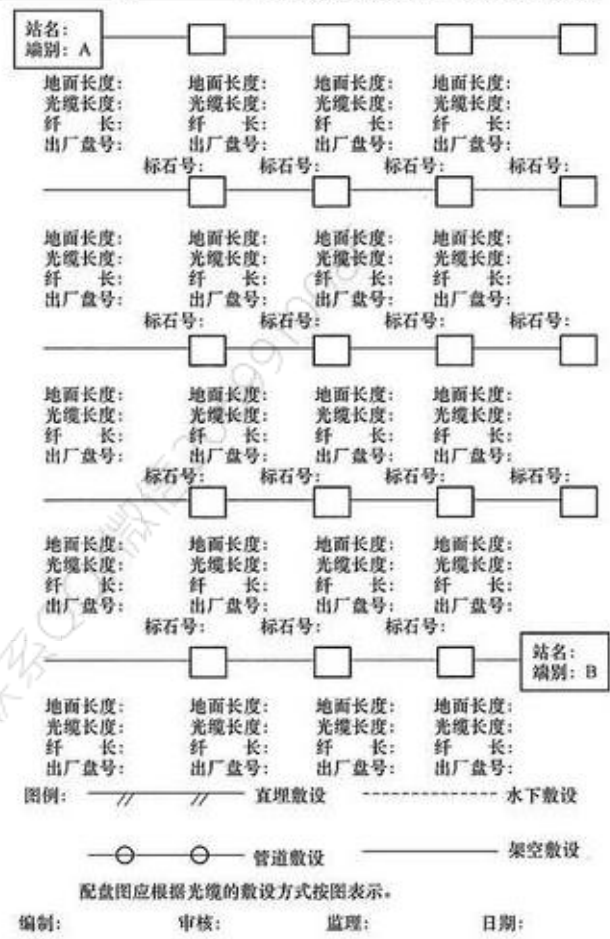 站名：
端别：A
地面长度： 地面长度： 地面长度： 地面长度：
光缆长度： 光缆长度： 光缆长度： 光缆长度：
纤 长： 纤 长： 纤 长： 纤 长：
出厂盘号： 出厂盘号： 出厂盘号： 出厂盘号：
标石号： 标石号： 标石号： 标石号：
地面长度： 地面长度： 地面长度： 地面长度：
光缆长度： 光缆长度： 光缆长度： 光缆长度：
纤 长： 纤 长： 纤 长： 纤 长：
出厂盘号： 出厂盘号： 出厂盘号： 出厂盘号：
标石号： 标石号： 标石号： 标石号：
地面长度： 地面长度： 地面长度： 地面长度：
光缆长度： 光缆长度： 光缆长度： 光缆长度：
纤 长： 纤 长： 纤 长： 纤 长：
出厂盘号： 出厂盘号： 出厂盘号： 出厂盘号：
标石号： 标石号： 标石号： 标石号：
地面长度： 地面长度： 地面长度： 地面长度：
光缆长度： 光缆长度： 光缆长度： 光缆长度：
纤 长： 纤 长： 纤 长： 纤 长：
出厂盘号： 出厂盘号： 出厂盘号： 出厂盘号：
标石号： 标石号： 标石号：
站名：
端别：B
地面长度： 地面长度： 地面长度： 地面长度：
光缆长度： 光缆长度： 光缆长度： 光缆长度：
纤 长： 纤 长： 纤 长： 纤 长：
出厂盘号： 出厂盘号： 出厂盘号： 出厂盘号：
图例： 直埋敷设 水下敷设
管道敷设 架空敷设
配盘图应根据光缆的敷设方式按图表示。
编制： 审核： 监理： 日期：